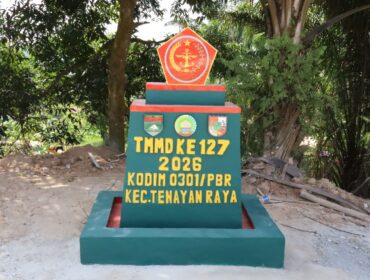 TMMD KE 127
2026
KODIM 0301/PBR
KEC.TENAYAN RAYA